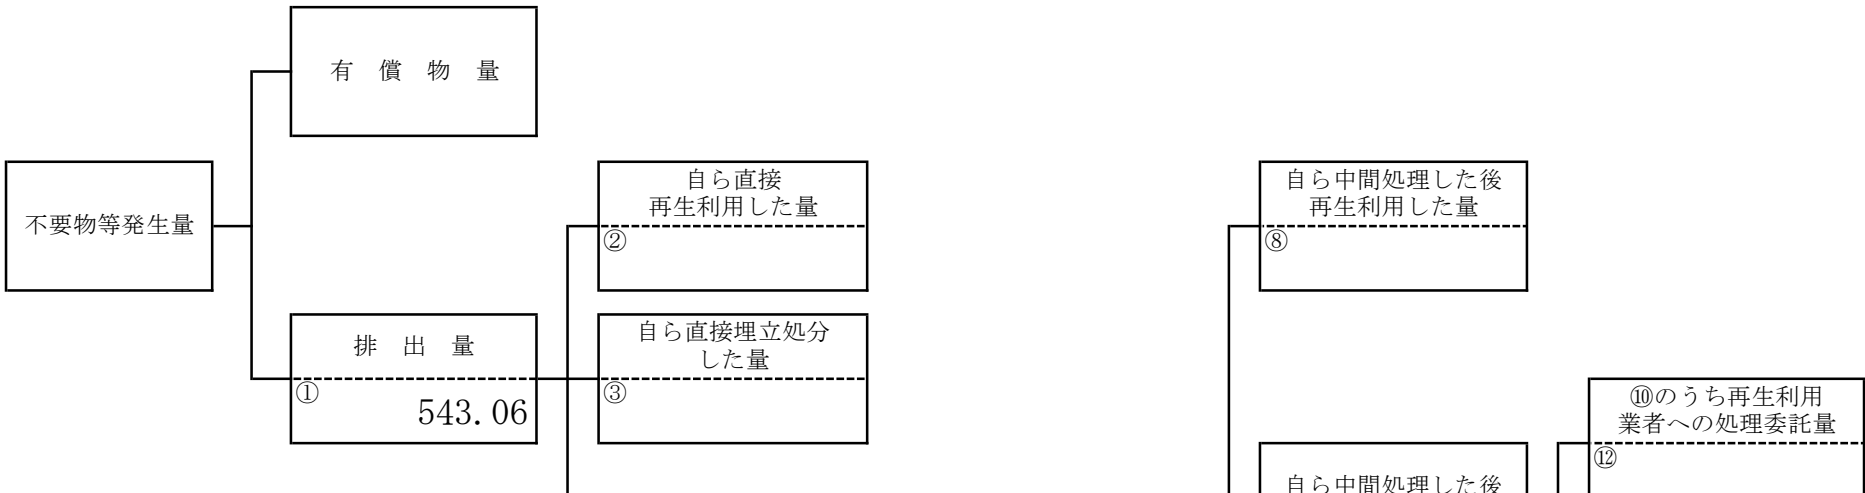 有 償 物 量
不要物等発生量
自ら直接
再生利用した量
②
自ら中間処理した後
再生利用した量
⑧
排 出 量
①
543.06
自ら直接埋立処分
した量
③
⑩のうち再生利用
業者への処理委託量
⑫
自ら中間処理した後